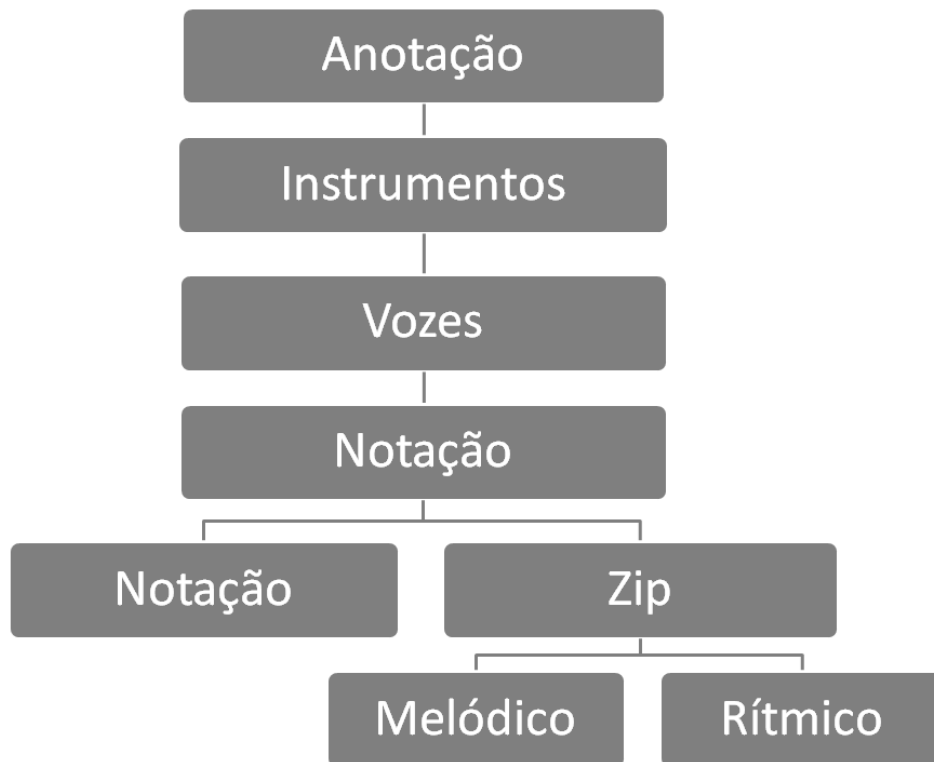 Anotação
Instrumentos
Vozes
Notação
Notação
Zip
Melódico
Rítmico